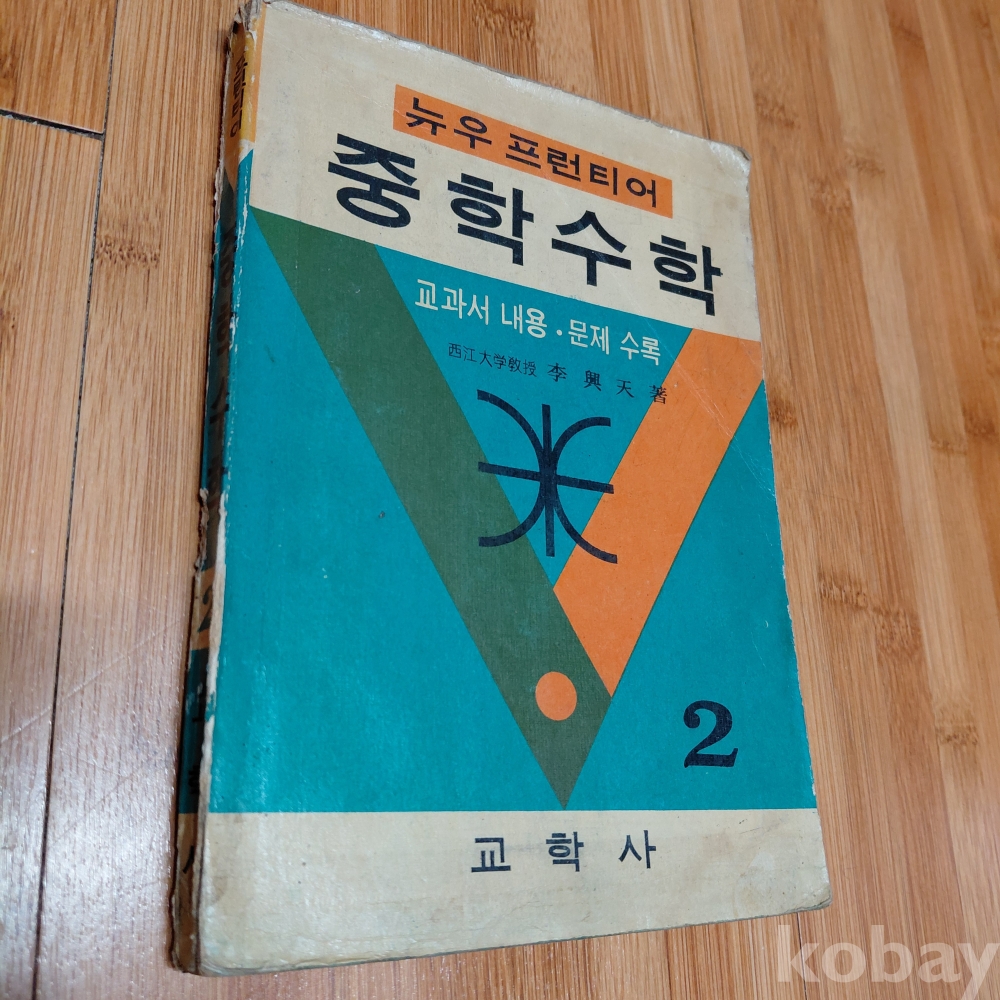 뉴우 프런티어
중학수학
교과서 내용·문제 수록
西江大学敎授 李興天 著
2
교학사
kobay